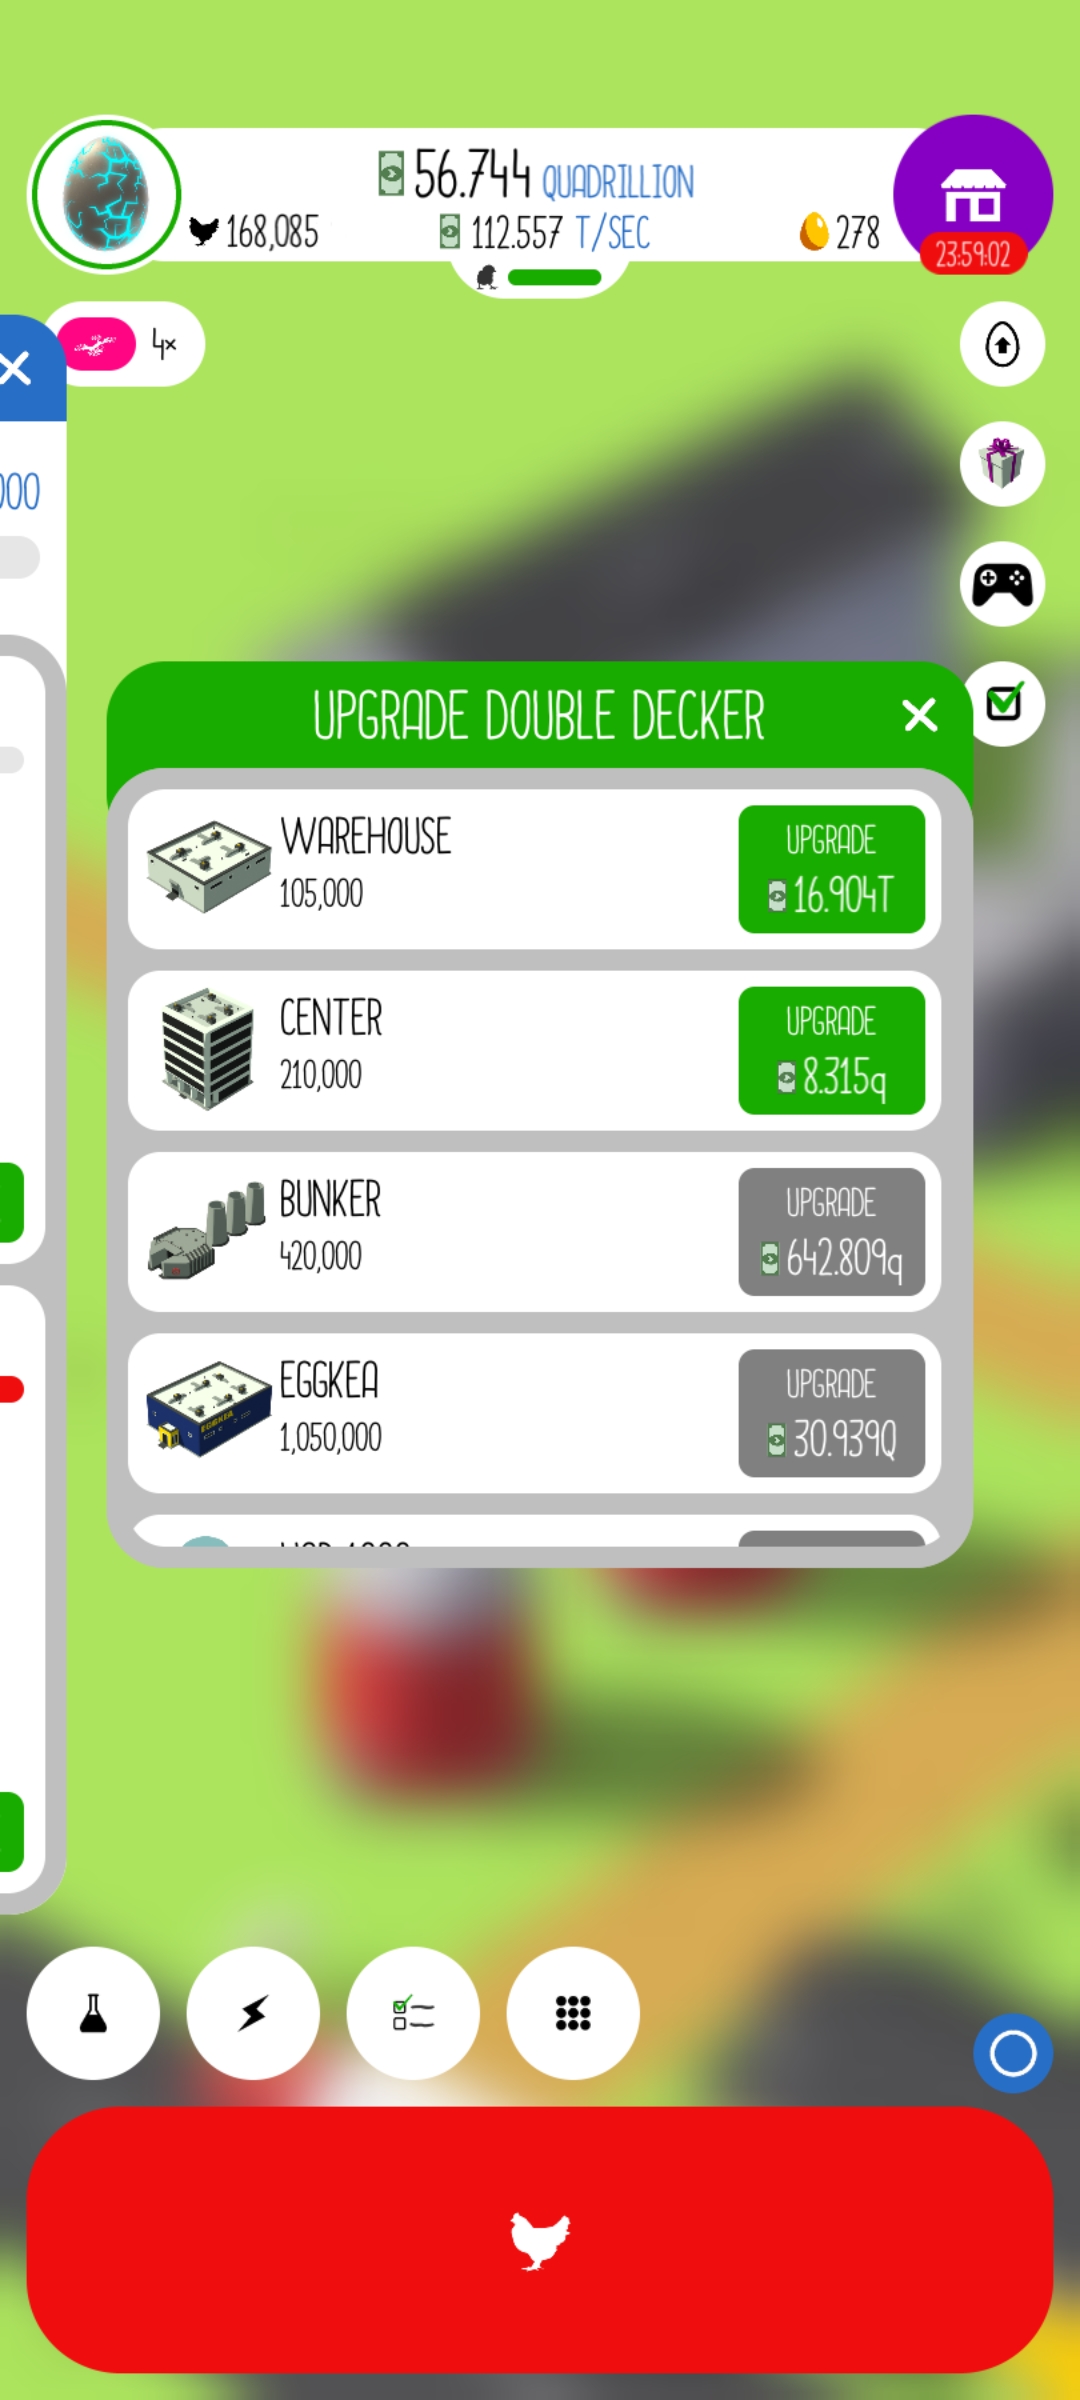 56.744 QUADRILLION
168,085
112.557 T/SEC
278
23:59:02
4x
000
UPGRADE DOUBLE DECKER
WAREHOUSE
105,000
UPGRADE
16.904T
CENTER
210,000
UPGRADE
8.315q
BUNKER
420,000
UPGRADE
642.809q
EGGKEA
1,050,000
UPGRADE
30.939Q